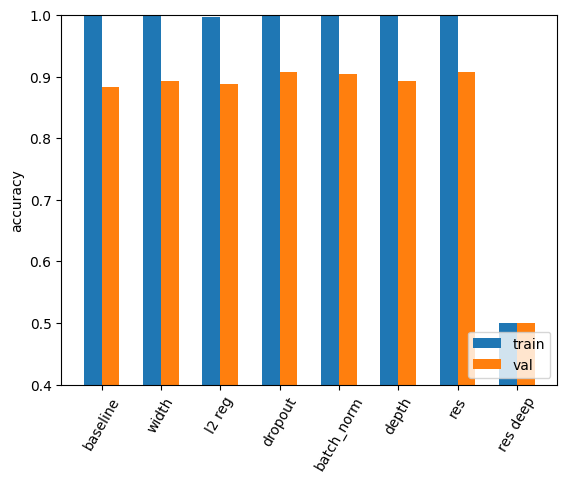 1.0
0.9
0.8
0.7
0.6
0.5
0.4
accuracy
train
val
baseline
width
l2 reg
dropout
batch_norm
depth
res
res deep